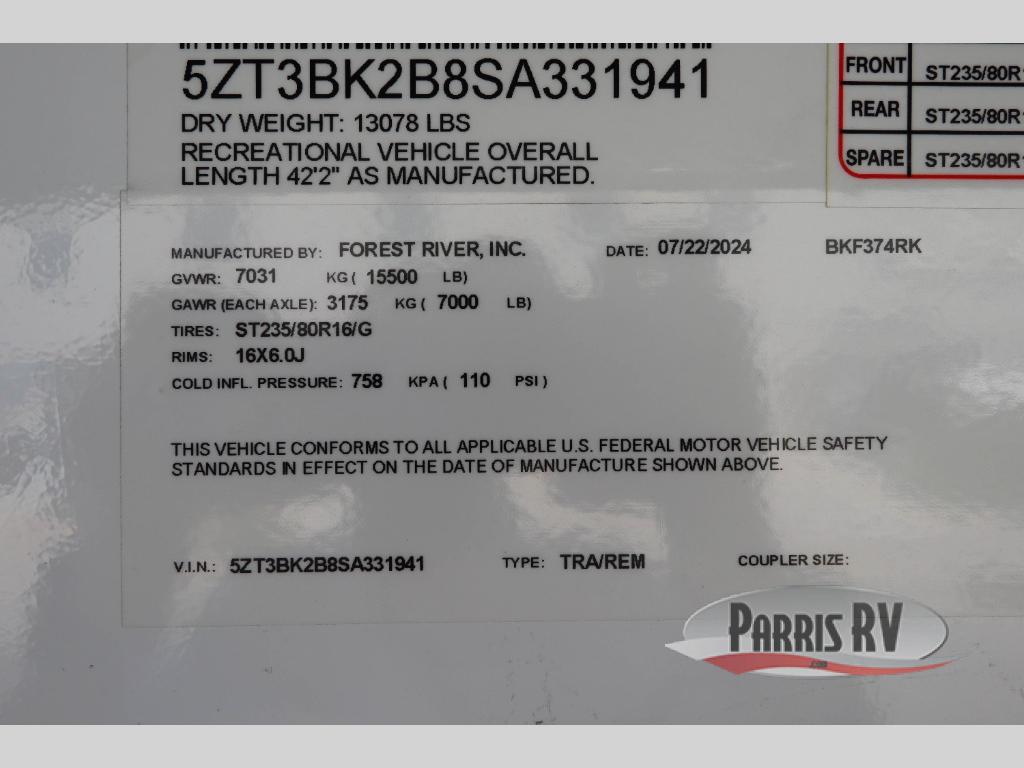 5ZT3BK2B8SA331941
DRY WEIGHT: 13078 LBS
RECREATIONAL VEHICLE OVERALL
LENGTH 42'2" AS MANUFACTURED.
FRONT ST235/80R1
REAR ST235/80R1
SPARE ST235/80R1
MANUFACTURED BY: FOREST RIVER, INC. DATE: 07/22/2024 BKF374RK
GVWR: 7031 KG ( 15500 LB)
GAWR (EACH AXLE): 3175 KG ( 7000 LB)
TIRES: ST235/80R16/G
RIMS: 16X6.0J
COLD INFL. PRESSURE: 758 KPA ( 110 PSI )
THIS VEHICLE CONFORMS TO ALL APPLICABLE U.S. FEDERAL MOTOR VEHICLE SAFETY
STANDARDS IN EFFECT ON THE DATE OF MANUFACTURE SHOWN ABOVE.
V.I.N.: 5ZT3BK2B8SA331941 TYPE: TRA/REM COUPLER SIZE:
PARRIS RV
.com